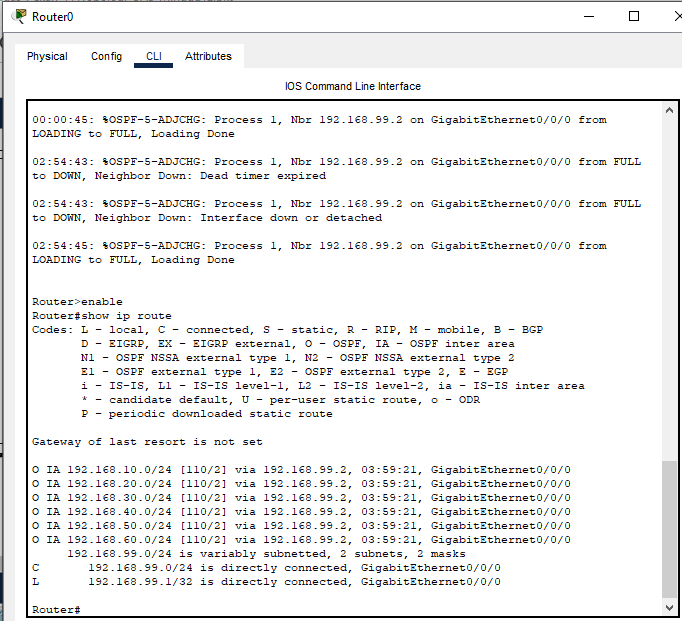 Router0
Physical Config CLI Attributes
IOS Command Line Interface
00:00:45: %OSPF-5-ADJCHG: Process 1, Nbr 192.168.99.2 on GigabitEthernet0/0/0 from
LOADING to FULL, Loading Done
02:54:43: %OSPF-5-ADJCHG: Process 1, Nbr 192.168.99.2 on GigabitEthernet0/0/0 from FULL
to DOWN, Neighbor Down: Dead timer expired
02:54:43: %OSPF-5-ADJCHG: Process 1, Nbr 192.168.99.2 on GigabitEthernet0/0/0 from FULL
to DOWN, Neighbor Down: Interface down or detached
02:54:45: %OSPF-5-ADJCHG: Process 1, Nbr 192.168.99.2 on GigabitEthernet0/0/0 from
LOADING to FULL, Loading Done
Router>enable
Router#show ip route
Codes: L - local, C - connected, S - static, R - RIP, M - mobile, B - BGP
D - EIGRP, EX - EIGRP external, O - OSPF, IA - OSPF inter area
N1 - OSPF NSSA external type 1, N2 - OSPF NSSA external type 2
E1 - OSPF external type 1, E2 - OSPF external type 2, E - EGP
i - IS-IS, L1 - IS-IS level-1, L2 - IS-IS level-2, ia - IS-IS inter area
* - candidate default, U - per-user static route, o - ODR
P - periodic downloaded static route
Gateway of last resort is not set
O IA 192.168.10.0/24 [110/2] via 192.168.99.2, 03:59:21, GigabitEthernet0/0/0
O IA 192.168.20.0/24 [110/2] via 192.168.99.2, 03:59:21, GigabitEthernet0/0/0
O IA 192.168.30.0/24 [110/2] via 192.168.99.2, 03:59:21, GigabitEthernet0/0/0
O IA 192.168.40.0/24 [110/2] via 192.168.99.2, 03:59:21, GigabitEthernet0/0/0
O IA 192.168.50.0/24 [110/2] via 192.168.99.2, 03:59:21, GigabitEthernet0/0/0
O IA 192.168.60.0/24 [110/2] via 192.168.99.2, 03:59:21, GigabitEthernet0/0/0
192.168.99.0/24 is variably subnetted, 2 subnets, 2 masks
C 192.168.99.0/24 is directly connected, GigabitEthernet0/0/0
L 192.168.99.1/32 is directly connected, GigabitEthernet0/0/0
Router#